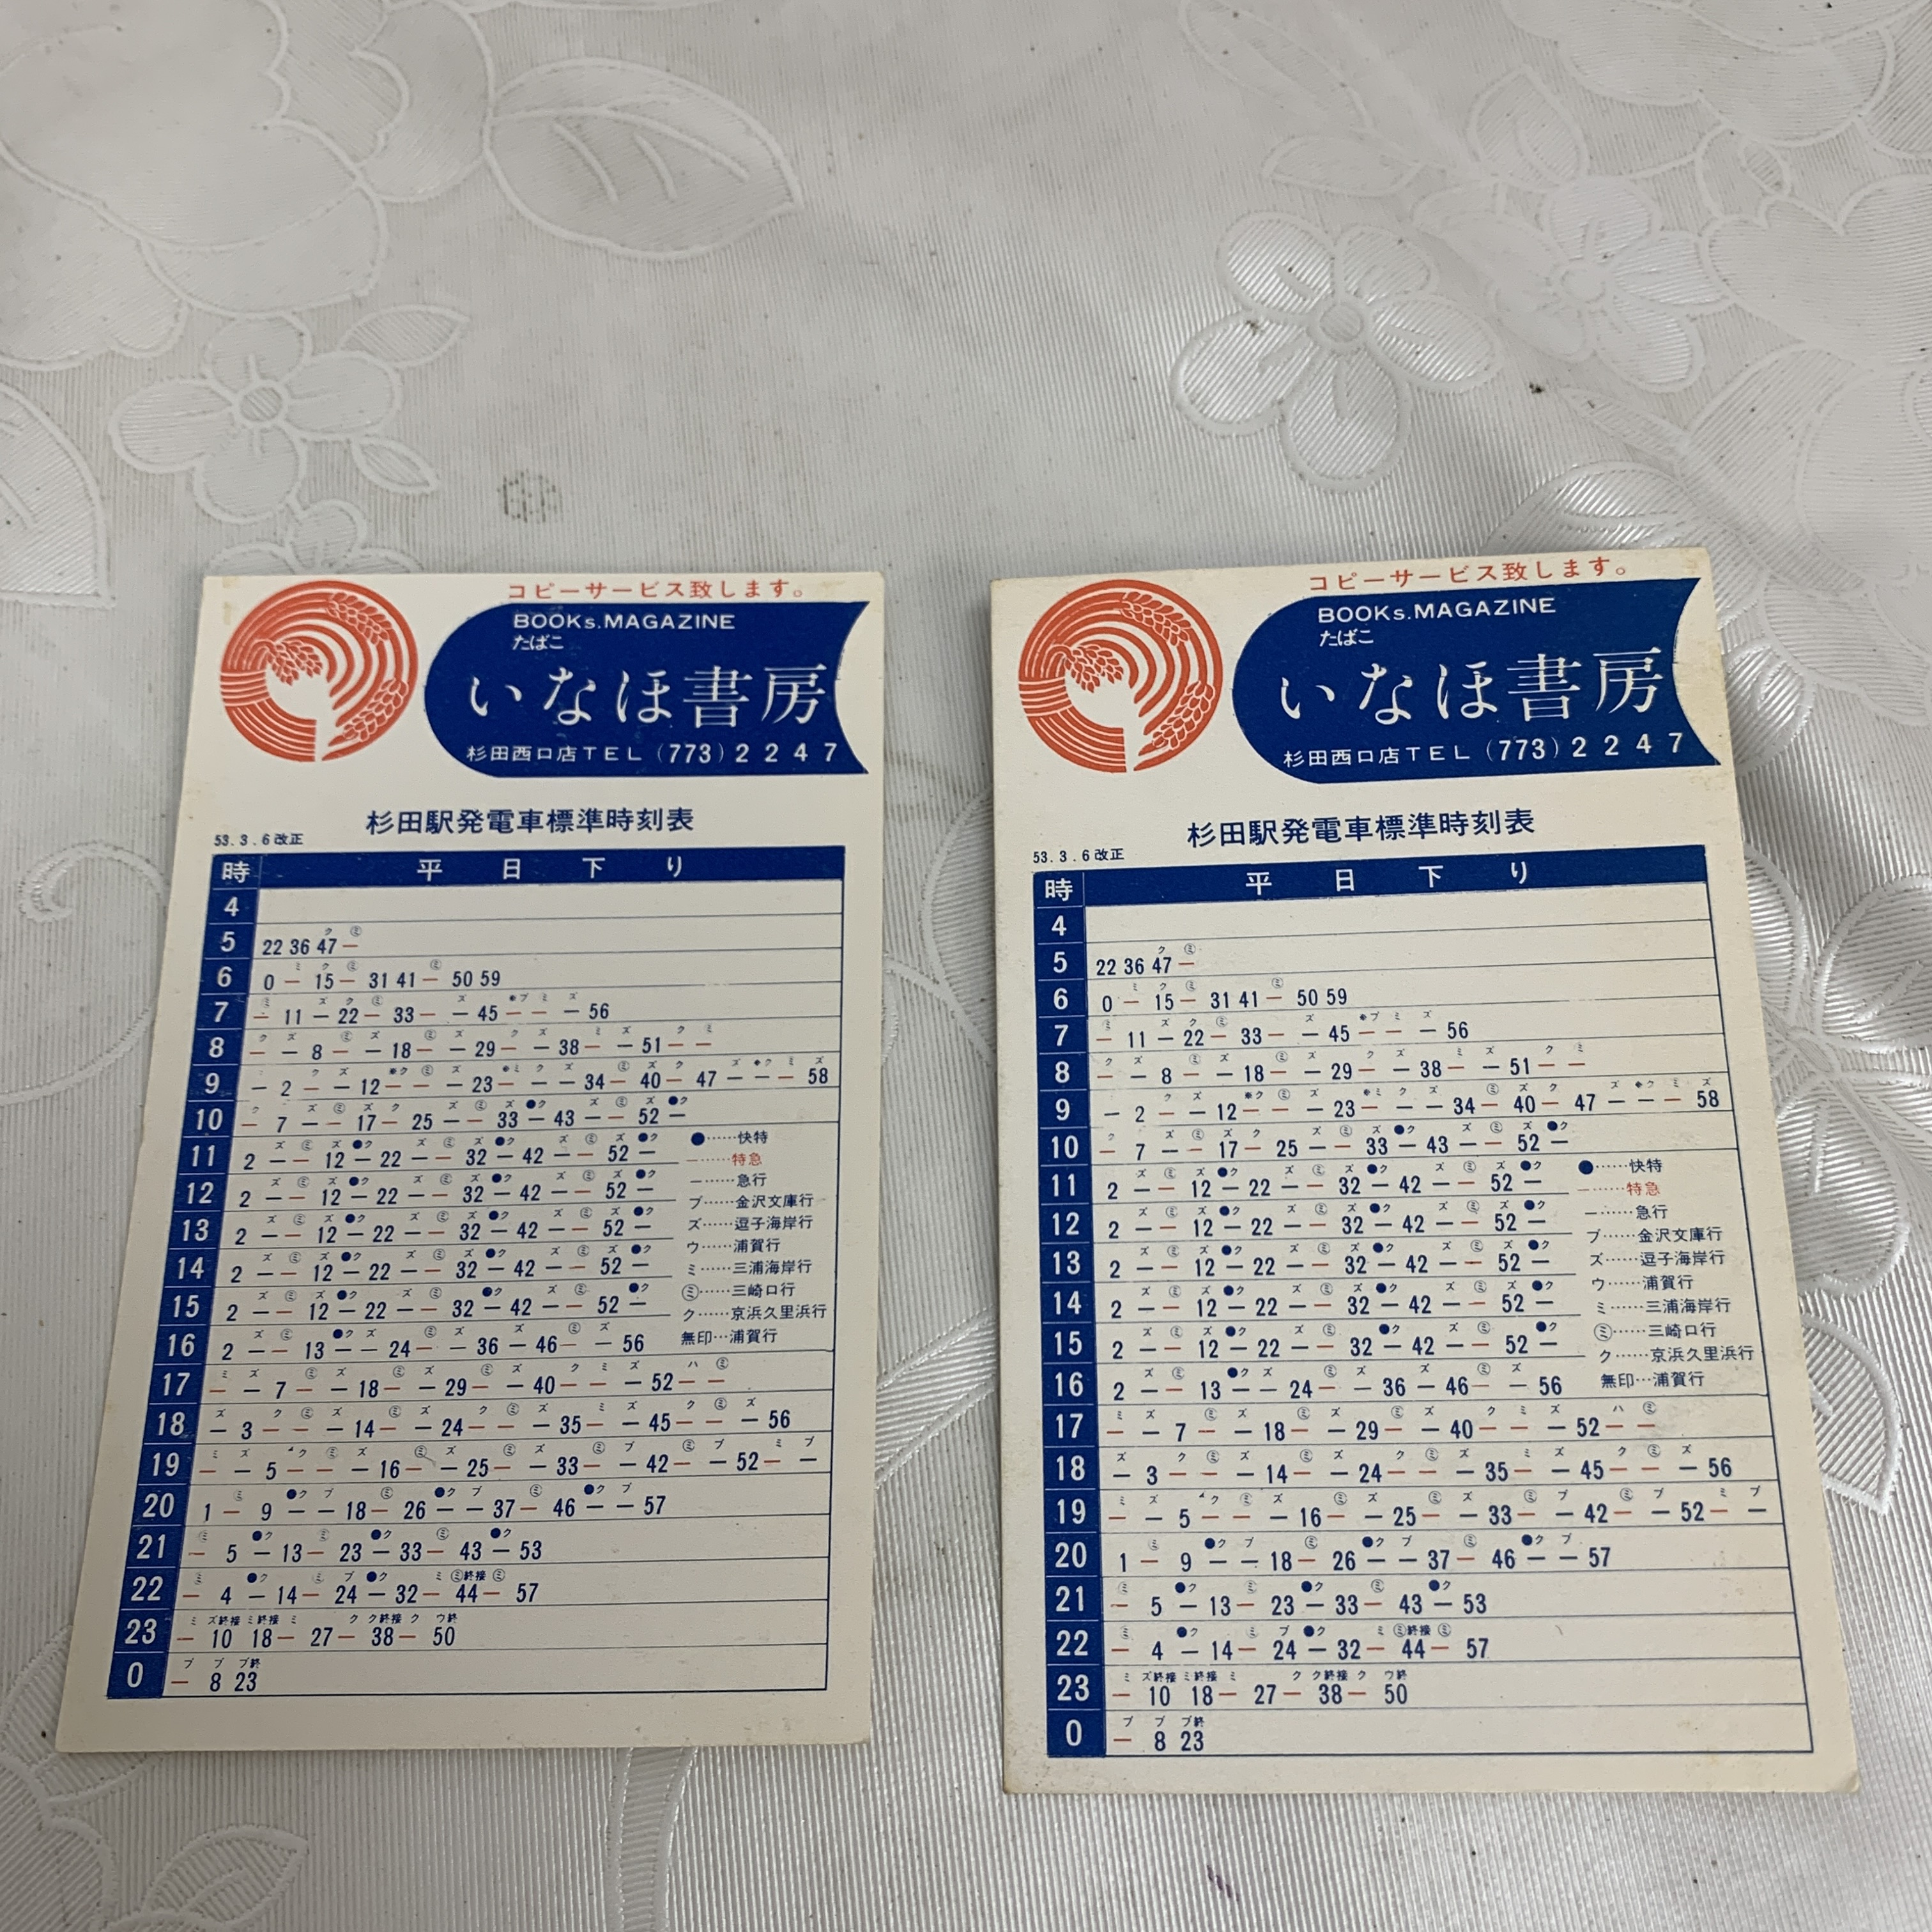 コピーサービス致します。
BOOKs.MAGAZINE
たばこ
いなほ書房
杉田西口店TEL(773)2247
杉田駅発電車標準時刻表
53.3.6改正
時 平日下り
4
5 22 36 47 —
6 0 — 15 — 31 41 — 50 59
7 — 11 — 22 — 33 — — 45 — — — 56
8 — — 8 — — 18 — — 29 — — 38 — — 51 — —
9 — 2 — — 12 — — — 23 — — — 34 — 40 — 47 — — — 58
10 — 7 — — 17 — 25 — — 33 — 43 — — 52 —
11 2 — — 12 — 22 — — 32 — 42 — — 52 —
12 2 — — 12 — 22 — — 32 — 42 — — 52 —
13 2 — — 12 — 22 — — 32 — 42 — — 52 —
14 2 — — 12 — 22 — — 32 — 42 — — 52 —
15 2 — — 12 — 22 — — 32 — 42 — — 52 —
16 2 — — 13 — — 24 — — 36 — 46 — — 56
17 — — 7 — — 18 — — 29 — — 40 — — — 52 — —
18 — 3 — — — 14 — — 24 — — — 35 — — 45 — — — 56
19 — — 5 — — — 16 — — 25 — — 33 — — 42 — — 52 — —
20 1 — 9 — — 18 — 26 — — 37 — 46 — — 57
21 — 5 — 13 — 23 — 33 — 43 — 53
22 — 4 — 14 — 24 — 32 — 44 — 57
23 — 10 18 — 27 — 38 — 50
0 — 8 23
●……快特
—……特急
—……急行
ブ……金沢文庫行
ズ……逗子海岸行
ウ……浦賀行
ミ……三浦海岸行
㋯……三崎口行
ク……京浜久里浜行
無印…浦賀行
コピーサービス致します。
BOOKs.MAGAZINE
たばこ
いなほ書房
杉田西口店TEL(773)2247
杉田駅発電車標準時刻表
53.3.6改正
時 平日下り
4
5 22 36 47 —
6 0 — 15 — 31 41 — 50 59
7 — 11 — 22 — 33 — — 45 — — — 56
8 — — 8 — — 18 — — 29 — — 38 — — 51 — —
9 — 2 — — 12 — — — 23 — — — 34 — 40 — 47 — — — 58
10 — 7 — — 17 — 25 — — 33 — 43 — — 52 —
11 2 — — 12 — 22 — — 32 — 42 — — 52 —
12 2 — — 12 — 22 — — 32 — 42 — — 52 —
13 2 — — 12 — 22 — — 32 — 42 — — 52 —
14 2 — — 12 — 22 — — 32 — 42 — — 52 —
15 2 — — 12 — 22 — — 32 — 42 — — 52 —
16 2 — — 13 — — 24 — — 36 — 46 — — 56
17 — — 7 — — 18 — — 29 — — 40 — — — 52 — —
18 — 3 — — — 14 — — 24 — — — 35 — — 45 — — — 56
19 — — 5 — — — 16 — — 25 — — 33 — — 42 — — 52 — —
20 1 — 9 — — 18 — 26 — — 37 — 46 — — 57
21 — 5 — 13 — 23 — 33 — 43 — 53
22 — 4 — 14 — 24 — 32 — 44 — 57
23 — 10 18 — 27 — 38 — 50
0 — 8 23
●……快特
—……特急
—……急行
ブ……金沢文庫行
ズ……逗子海岸行
ウ……浦賀行
ミ……三浦海岸行
㋯……三崎口行
ク……京浜久里浜行
無印…浦賀行